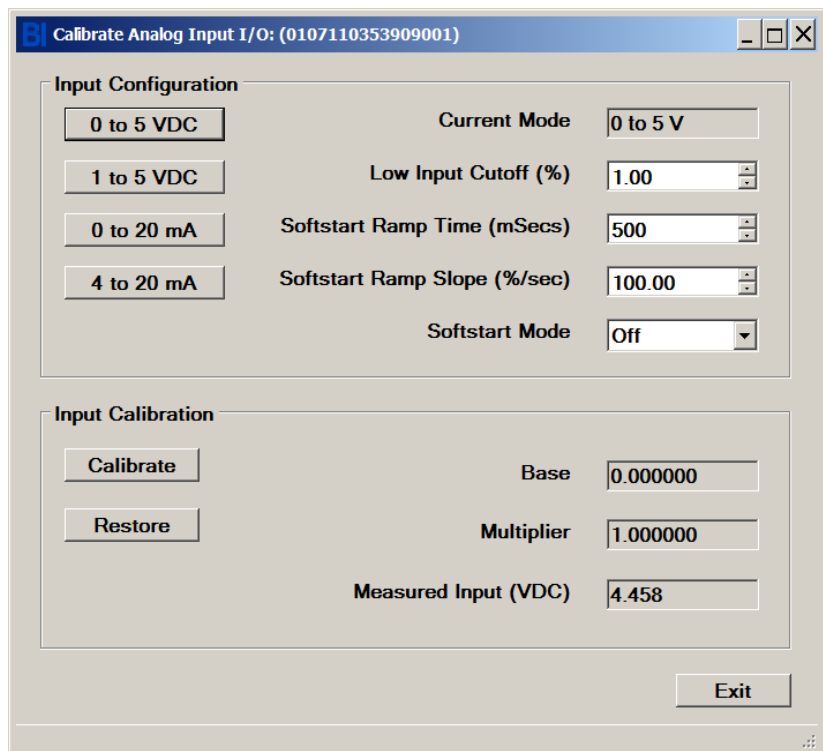 BI Calibrate Analog Input I/O: (0107110353909001)
Input Configuration
0 to 5 VDC Current Mode 0 to 5 V
1 to 5 VDC Low Input Cutoff (%) 1.00
0 to 20 mA Softstart Ramp Time (mSecs) 500
4 to 20 mA Softstart Ramp Slope (%/sec) 100.00
Softstart Mode Off
Input Calibration
Calibrate Base 0.000000
Restore Multiplier 1.000000
Measured Input (VDC) 4.458
Exit